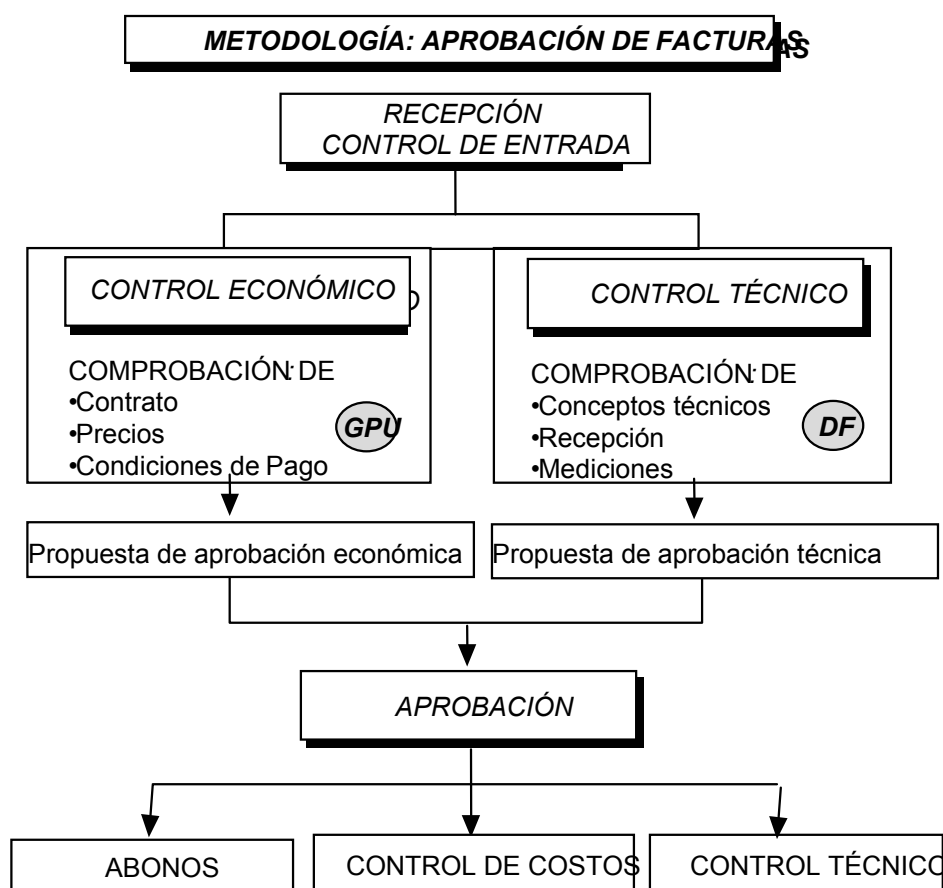 METODOLOGÍA: APROBACIÓN DE FACTURAS
RECEPCIÓN
CONTROL DE ENTRADA
CONTROL ECONÓMICO
COMPROBACIÓN DE:
•Contrato
•Precios
•Condiciones de Pago
GPU
CONTROL TÉCNICO
COMPROBACIÓN DE:
•Conceptos técnicos
•Recepción
•Mediciones
DF
Propuesta de aprobación económica
Propuesta de aprobación técnica
APROBACIÓN
ABONOS
CONTROL DE COSTOS
CONTROL TÉCNICO